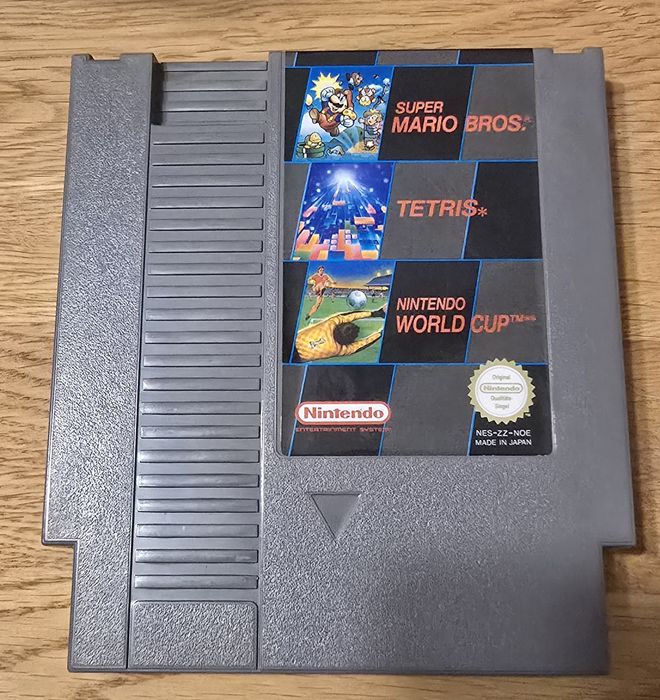 SUPER
MARIO BROS.*
TETRIS*
NINTENDO
WORLD CUP™**
Nintendo
ENTERTAINMENT SYSTEM
Original
Nintendo
Qualitäts-
Siegel
NES-ZZ-NOE
MADE IN JAPAN